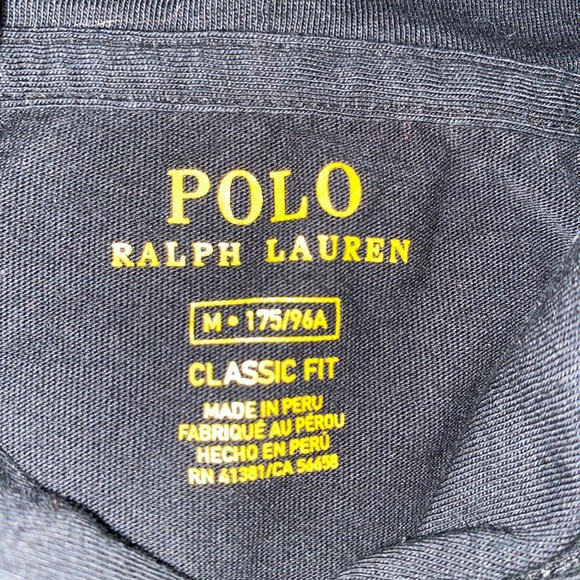 POLO
RALPH LAUREN
M • 175/96A
CLASSIC FIT
MADE IN PERU
FABRIQUÉ AU PÉROU
HECHO EN PERÚ
RN 41381/CA 56658